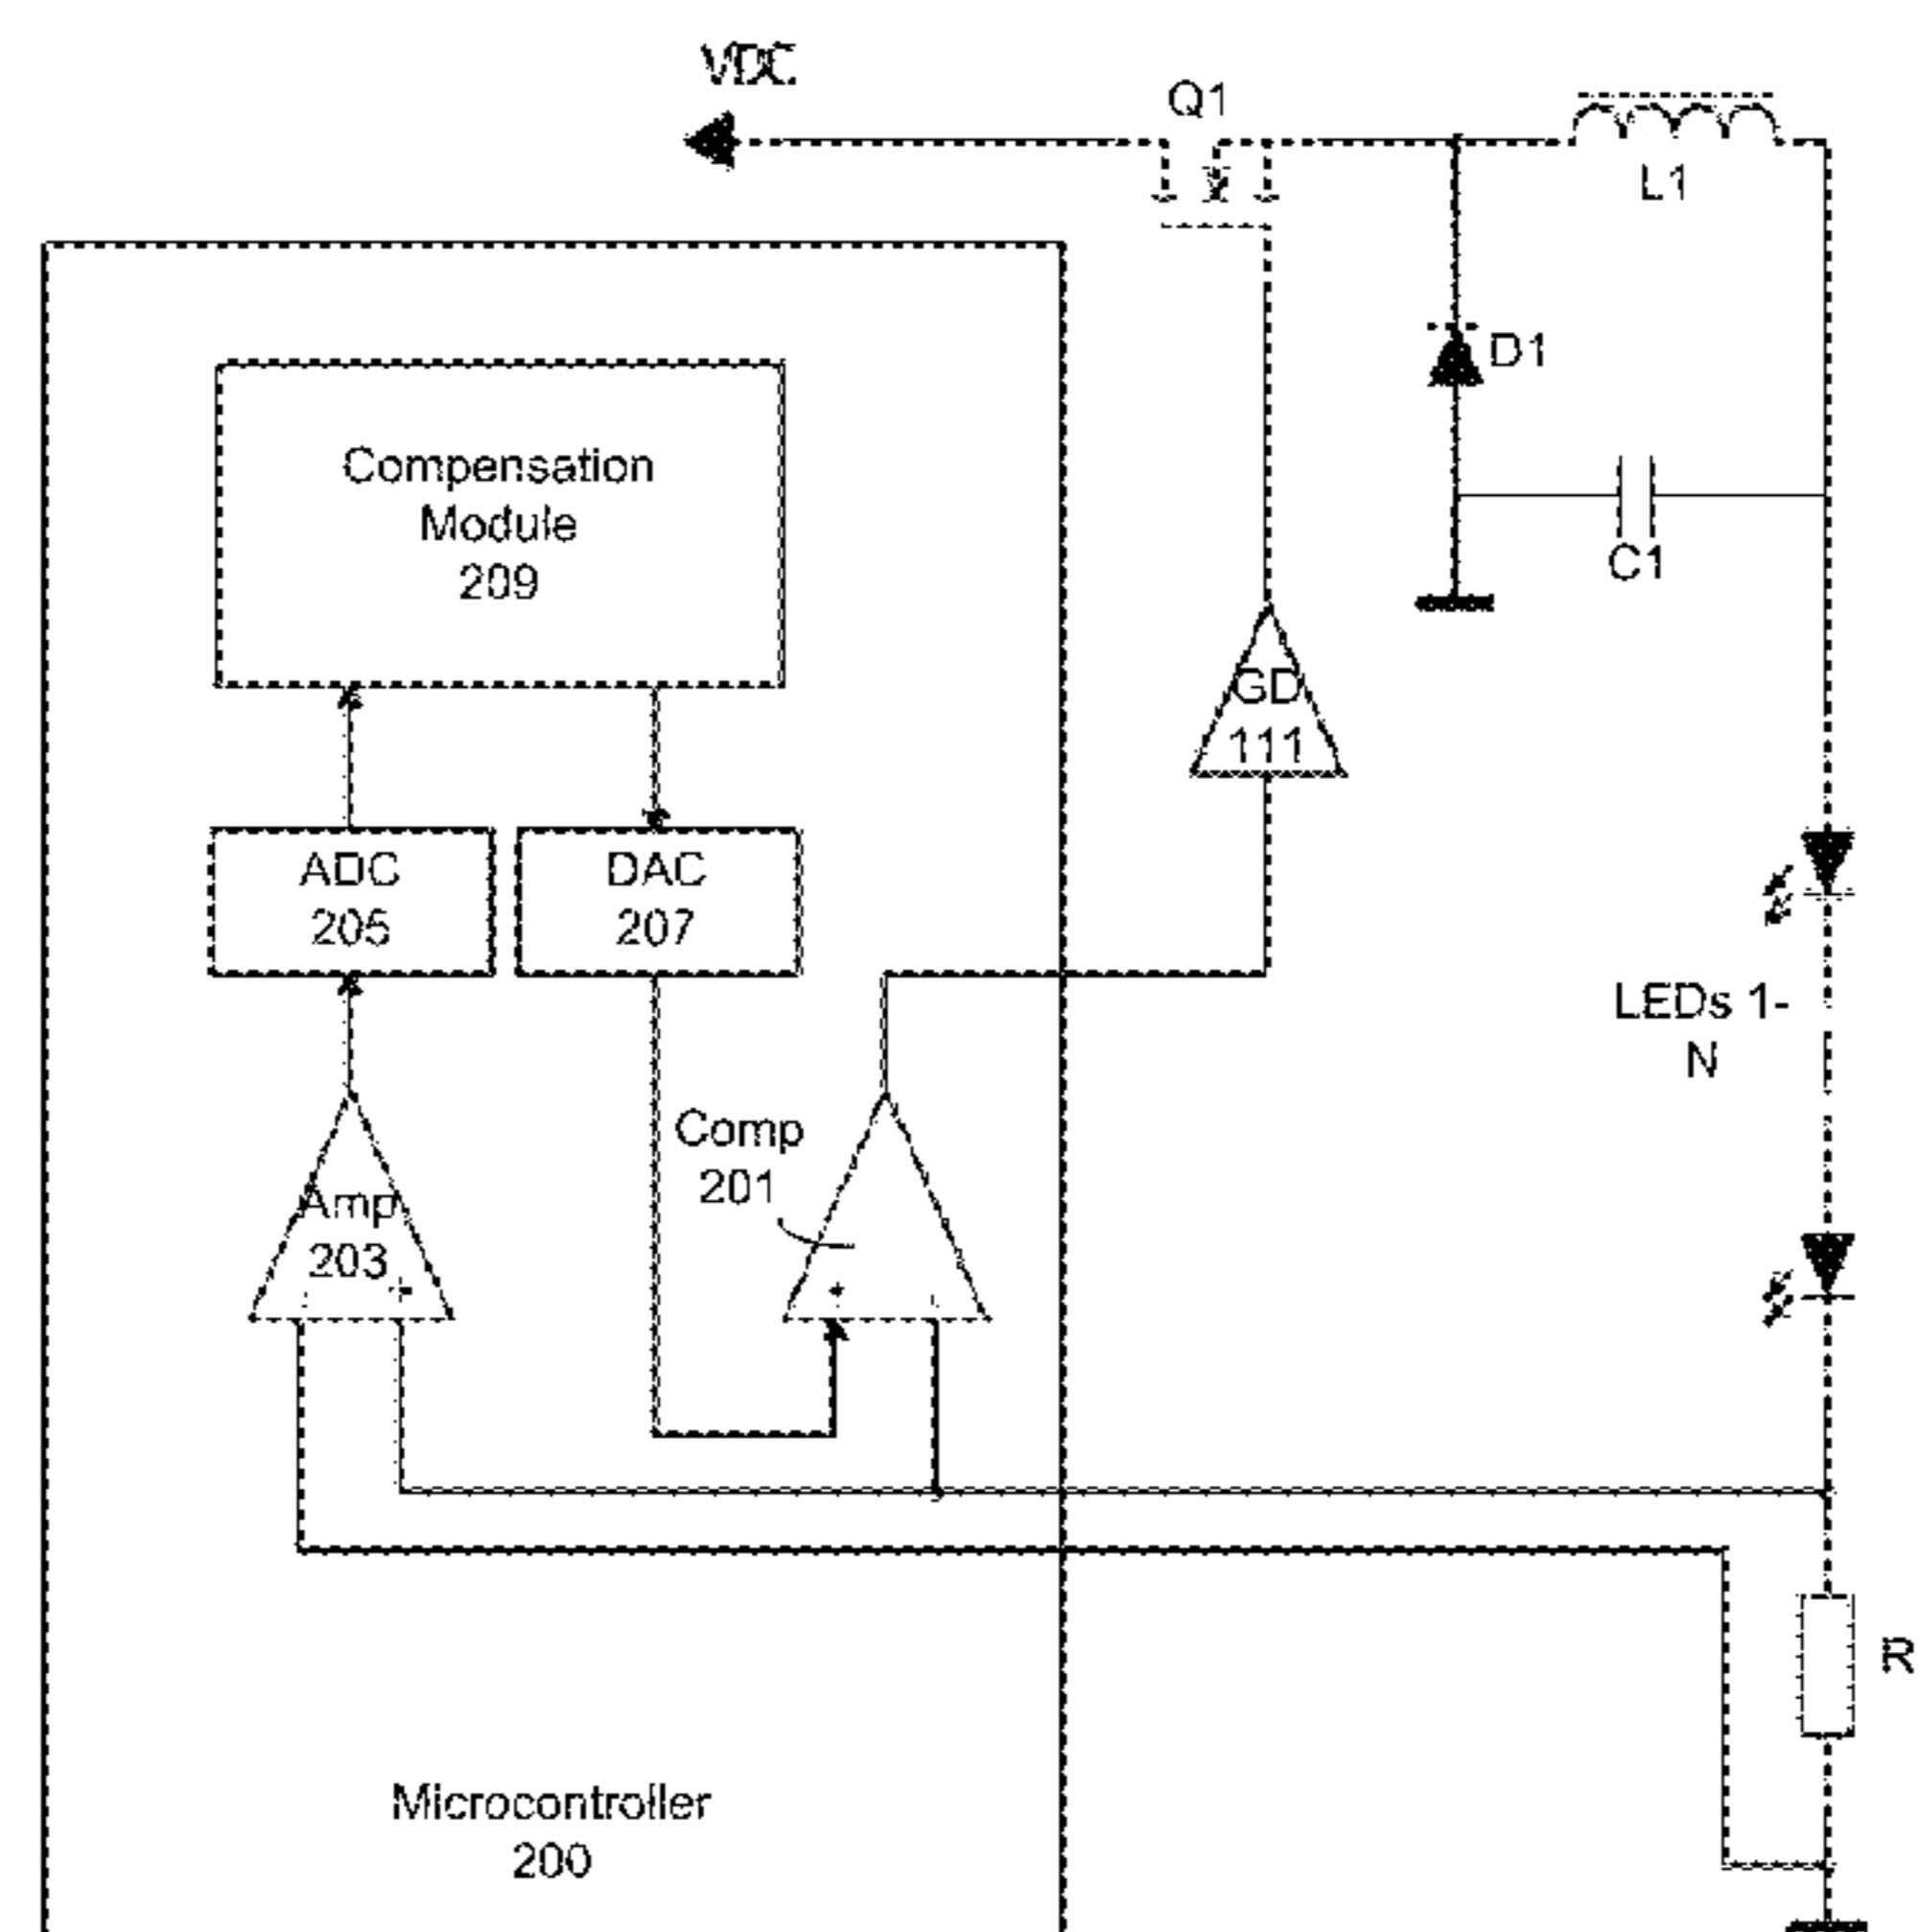 VDC
Q1
L1
D1
C1
Compensation
Module
209
GD
111
ADC
205
DAC
207
LEDs 1-
N
Comp
201
Amp
203
R
Microcontroller
200